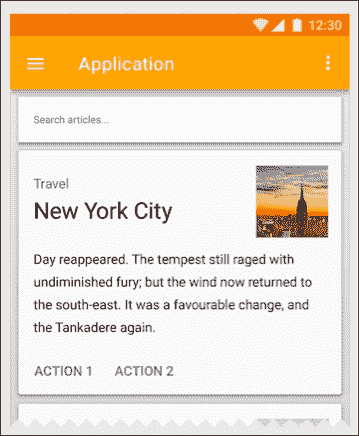 12:30
Application
Search articles...
Travel
New York City
Day reappeared. The tempest still raged with
undiminished fury; but the wind now returned to
the south-east. It was a favourable change, and
the Tankadere again.
ACTION 1 ACTION 2